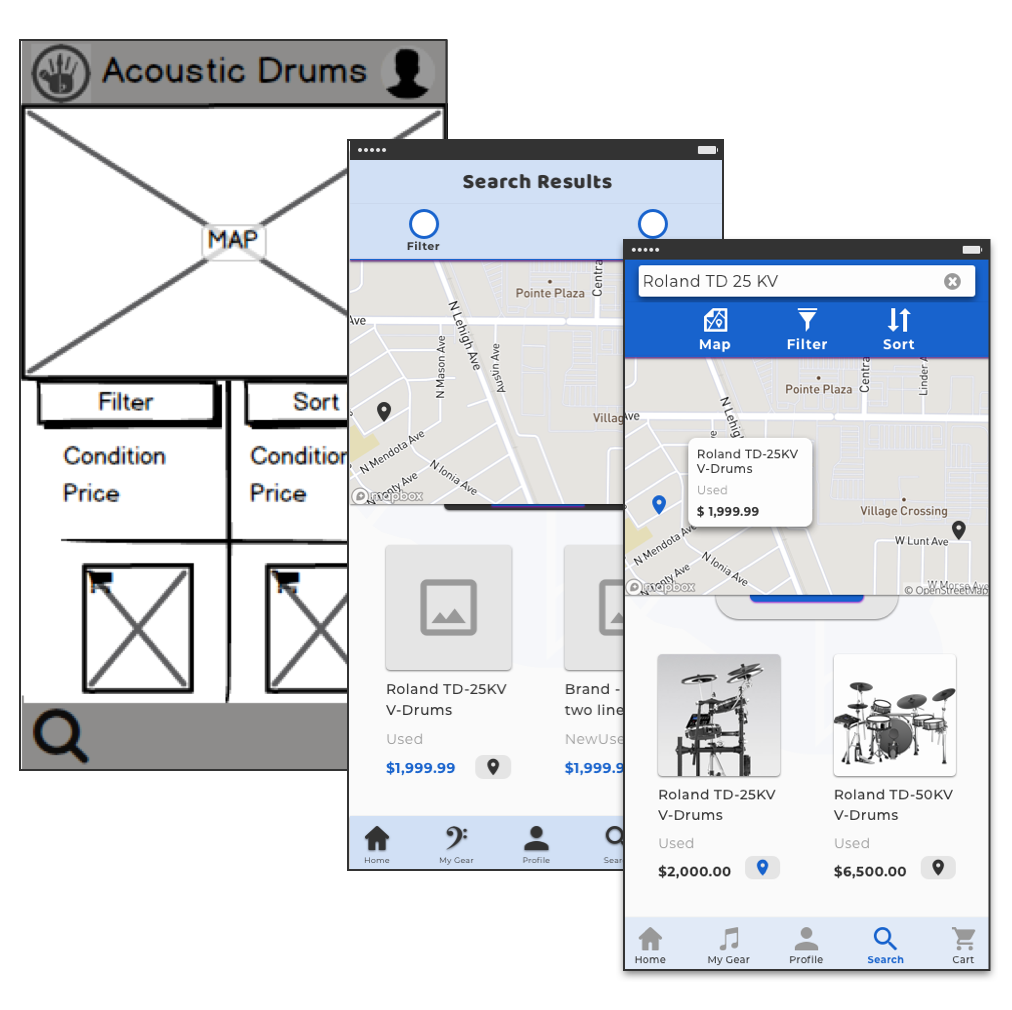 Acoustic Drums
MAP
Filter
Sort
Condition
Price
Condition
Price
Search Results
Filter
Pointe Plaza
Centra
N Lehigh Ave
Ave
N Mason Ave
Austin Ave
Villag
N Mendota Ave
N Ionia Ave
mapbox
Roland TD-25KV
V-Drums
Used
$1,999.99
Brand -
two line
NewUse
$1,999.9
Home
My Gear
Profile
Sear
Roland TD 25 KV
Map
Filter
Sort
Pointe Plaza
Central
Linder A
Ave
N Lehigh
Roland TD-25KV
V-Drums
Used
$ 1,999.99
Village Crossing
W Lunt Ave
N Mendota Ave
N Ionia Ave
W Morse Ave
mapbox
© OpenStreetMap
Roland TD-25KV
V-Drums
Used
$2,000.00
Roland TD-50KV
V-Drums
Used
$6,500.00
Home
My Gear
Profile
Search
Cart